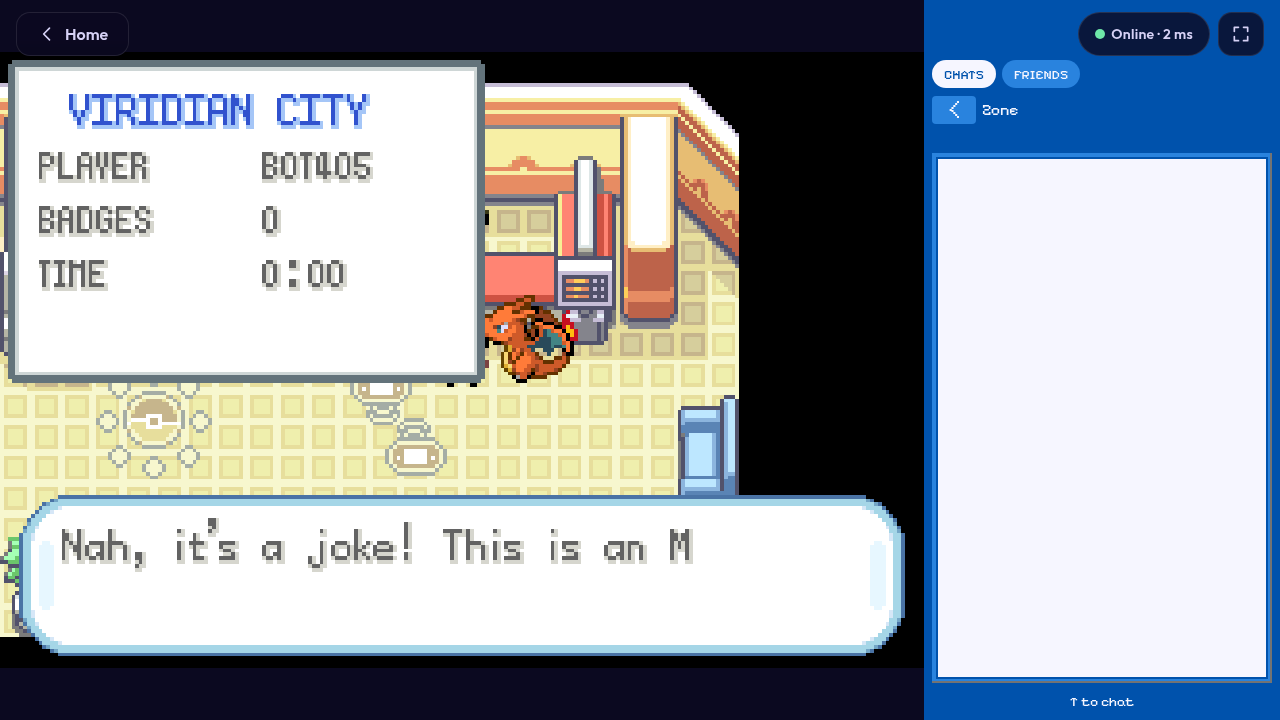 Home
Online · 2 ms
CHATS
FRIENDS
Zone
VIRIDIAN CITY
PLAYER BOT405
BADGES 0
TIME 0:00
Nah, it's a joke! This is an M
↑ to chat